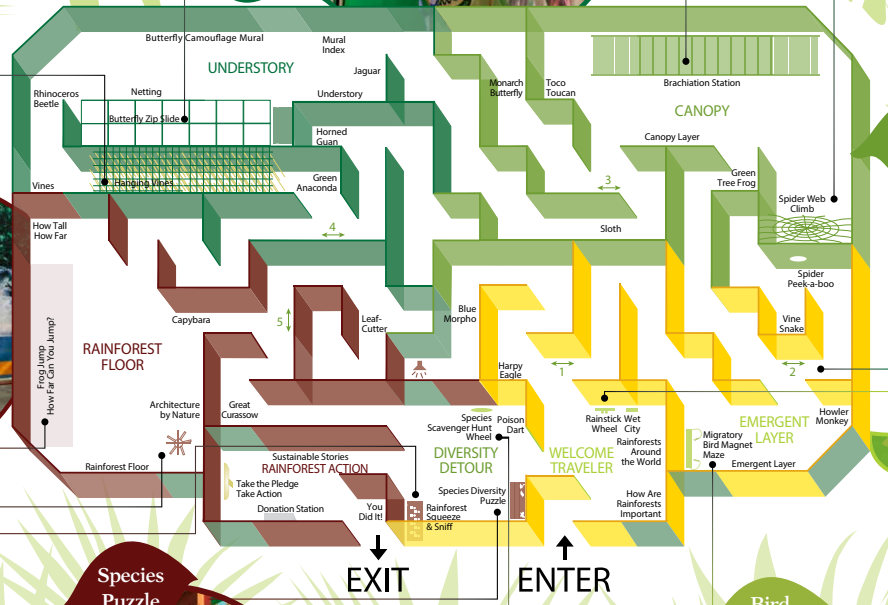 Butterfly Camouflage Mural
Mural
Index
UNDERSTORY
Jaguar
Rhinoceros
Beetle
Netting
Understory
Butterfly Zip Slide
Horned
Guan
Green
Anaconda
Hanging Vines
Vines
Monarch
Butterfly
Toco
Toucan
Brachiation Station
CANOPY
Canopy Layer
Green
Tree Frog
Spider Web
Climb
3
Sloth
Spider
Peek-a-boo
How Tall
How Far
4
Capybara
5
Leaf-
Cutter
Blue
Morpho
Vine
Snake
RAINFOREST
FLOOR
Frog Jump
How Far Can You Jump?
Harpy
Eagle
1
2
Architecture
by Nature
Great
Curassow
Species
Scavenger Hunt
Wheel
Poison
Dart
Rainstick
Wheel
Wet
City
Howler
Monkey
EMERGENT
LAYER
Migratory
Bird Magnet
Maze
Emergent Layer
Rainforests
Around
the World
DIVERSITY
DETOUR
WELCOME
TRAVELER
Sustainable Stories
RAINFOREST ACTION
Rainforest Floor
Take the Pledge
Take Action
Donation Station
You
Did It!
Rainforest
Squeeze
& Sniff
Species Diversity
Puzzle
How Are
Rainforests
Important
EXIT
ENTER
Species
Puzzle
Bird